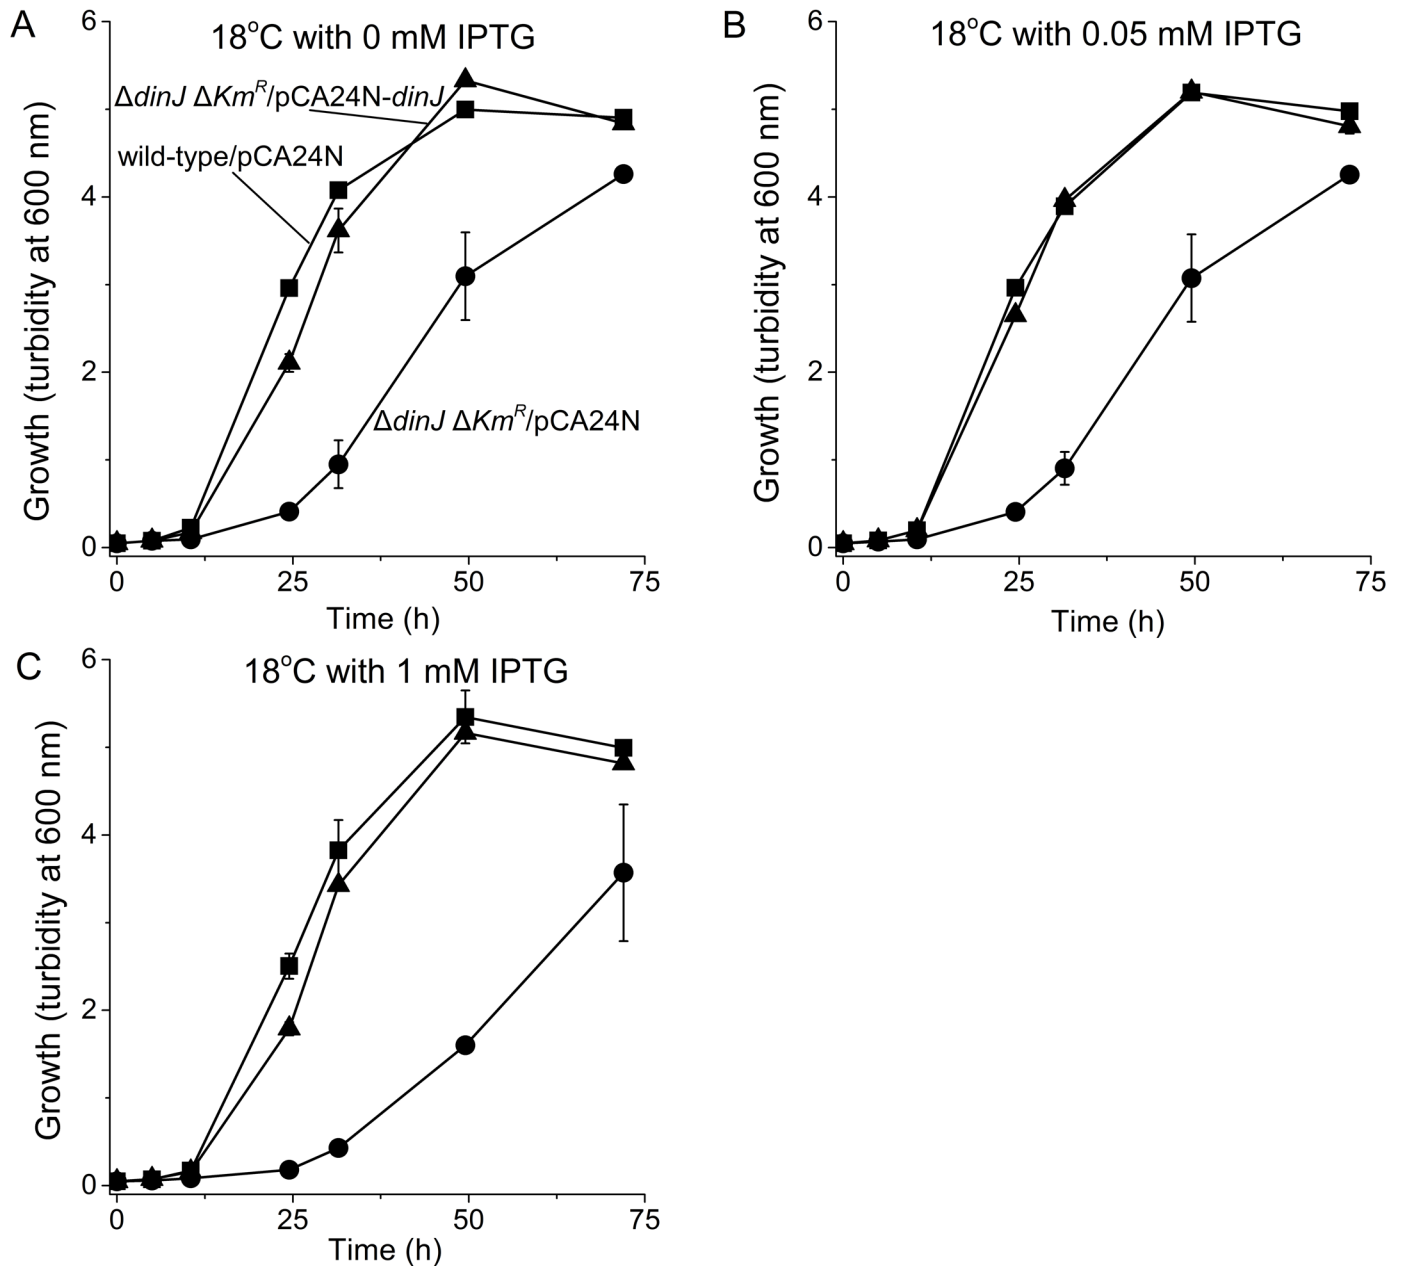 A
18°C with 0 mM IPTG
ΔdinJ ΔKmᴿ/pCA24N-dinJ
wild-type/pCA24N
ΔdinJ ΔKmᴿ/pCA24N
Growth (turbidity at 600 nm)
6
4
2
0
0 25 50 75
Time (h)
B
18°C with 0.05 mM IPTG
Growth (turbidity at 600 nm)
6
4
2
0
0 25 50 75
Time (h)
C
18°C with 1 mM IPTG
Growth (turbidity at 600 nm)
6
4
2
0
0 25 50 75
Time (h)